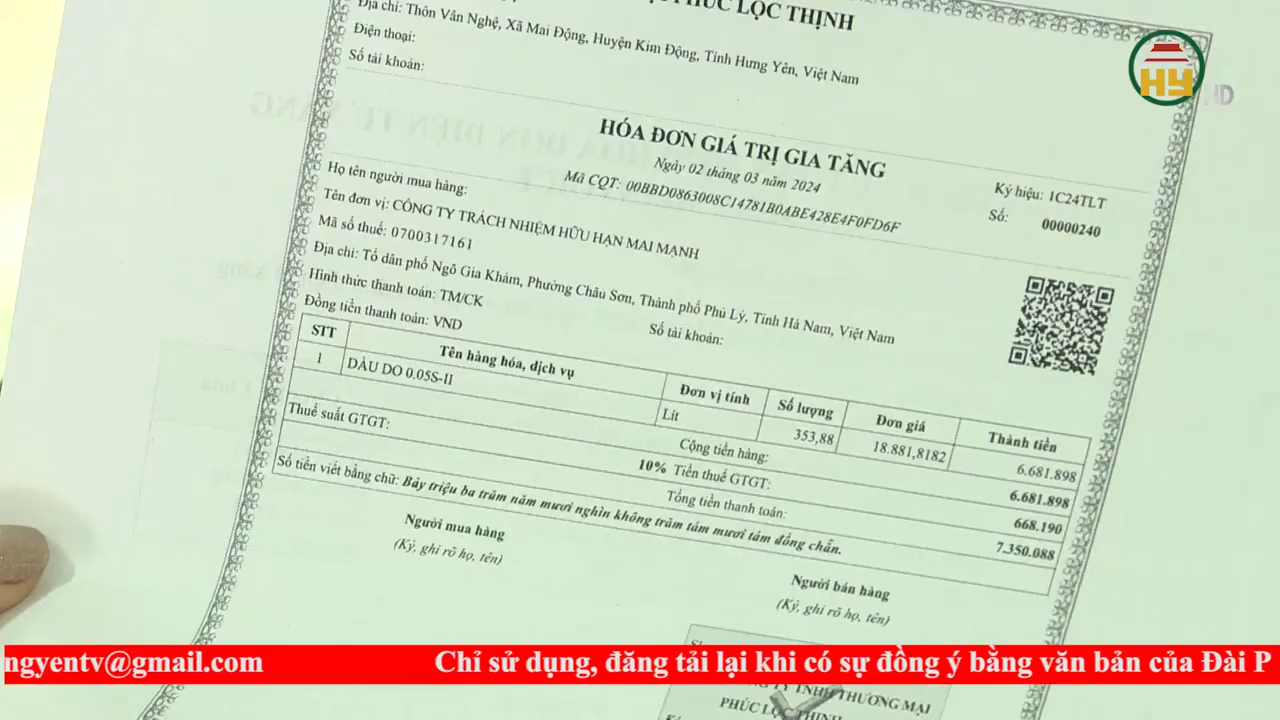 PHÚC LỘC THỊNH
Địa chỉ: Thôn Vân Nghệ, Xã Mai Động, Huyện Kim Động, Tỉnh Hưng Yên, Việt Nam
Điện thoại:
Số tài khoản:
HY HD
HÓA ĐƠN GIÁ TRỊ GIA TĂNG
Ngày 02 tháng 03 năm 2024
Mã CQT: 00BBD0863008C14781B0ABE428E4F0FD6F
Ký hiệu: 1C24TLT
Số: 00000240
Họ tên người mua hàng:
Tên đơn vị: CÔNG TY TRÁCH NHIỆM HỮU HẠN MAI MẠNH
Mã số thuế: 0700317161
Địa chỉ: Tổ dân phố Ngô Gia Khảm, Phường Châu Sơn, Thành phố Phủ Lý, Tỉnh Hà Nam, Việt Nam
Hình thức thanh toán: TM/CK
Số tài khoản:
Đồng tiền thanh toán: VND
STT Tên hàng hóa, dịch vụ Đơn vị tính Số lượng Đơn giá Thành tiền
1 DẦU DO 0.05S-II Lít 353,88 18.881,8182 6.681.898
Cộng tiền hàng: 6.681.898
Thuế suất GTGT: 10% Tiền thuế GTGT: 668.190
Tổng tiền thanh toán: 7.350.088
Số tiền viết bằng chữ: Bảy triệu ba trăm năm mươi nghìn không trăm tám mươi tám đồng chẵn.
Người mua hàng
(Ký, ghi rõ họ, tên)
Người bán hàng
(Ký, ghi rõ họ, tên)
ngyentv@gmail.com Chỉ sử dụng, đăng tải lại khi có sự đồng ý bằng văn bản của Đài P
TNHH THƯƠNG MẠI
PHÚC LỘC THỊNH